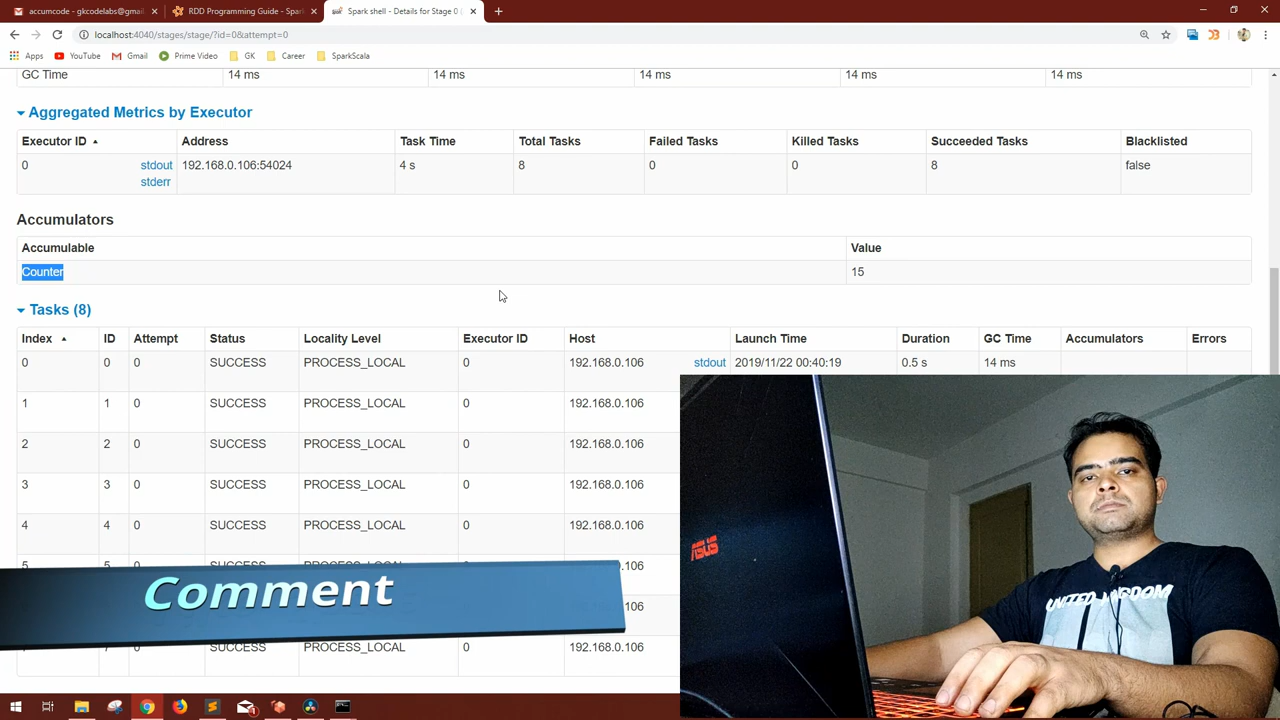 accumcode - gkcodelabs@gmail
RDD Programming Guide - Spar
Spark shell - Details for Stage 0 (
localhost:4040/stages/stage/?id=0&attempt=0
Apps YouTube Gmail Prime Video GK Career SparkScala
GC Time 14 ms 14 ms 14 ms 14 ms 14 ms
Aggregated Metrics by Executor
Executor ID Address Task Time Total Tasks Failed Tasks Killed Tasks Succeeded Tasks Blacklisted
0 stdout 192.168.0.106:54024 4 s 8 0 0 8 false
stderr
Accumulators
Accumulable Value
Counter 15
Tasks (8)
Index ID Attempt Status Locality Level Executor ID Host Launch Time Duration GC Time Accumulators Errors
0 0 0 SUCCESS PROCESS_LOCAL 0 192.168.0.106 stdout 2019/11/22 00:40:19 0.5 s 14 ms
1 1 0 SUCCESS PROCESS_LOCAL 0 192.168.0.106
2 2 0 SUCCESS PROCESS_LOCAL 0 192.168.0.106
3 3 0 SUCCESS PROCESS_LOCAL 0 192.168.0.106
4 4 0 SUCCESS PROCESS_LOCAL 0 192.168.0.106
SUCCESS PROCESS_LOCAL
0 SUCCESS PROCESS_LOCAL 0 192.168.0.106
Comment
ASUS
UNITED KINGDOM